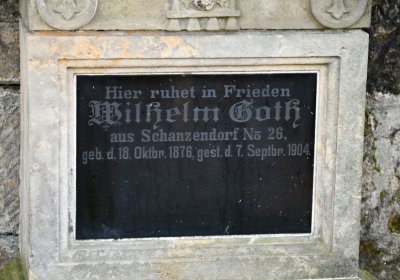 Hier ruhet in Frieden
Wilhelm Goth
aus Schanzendorf No 26,
geb. d. 18. Oktbr. 1876, gest. d. 7. Septbr. 1904.